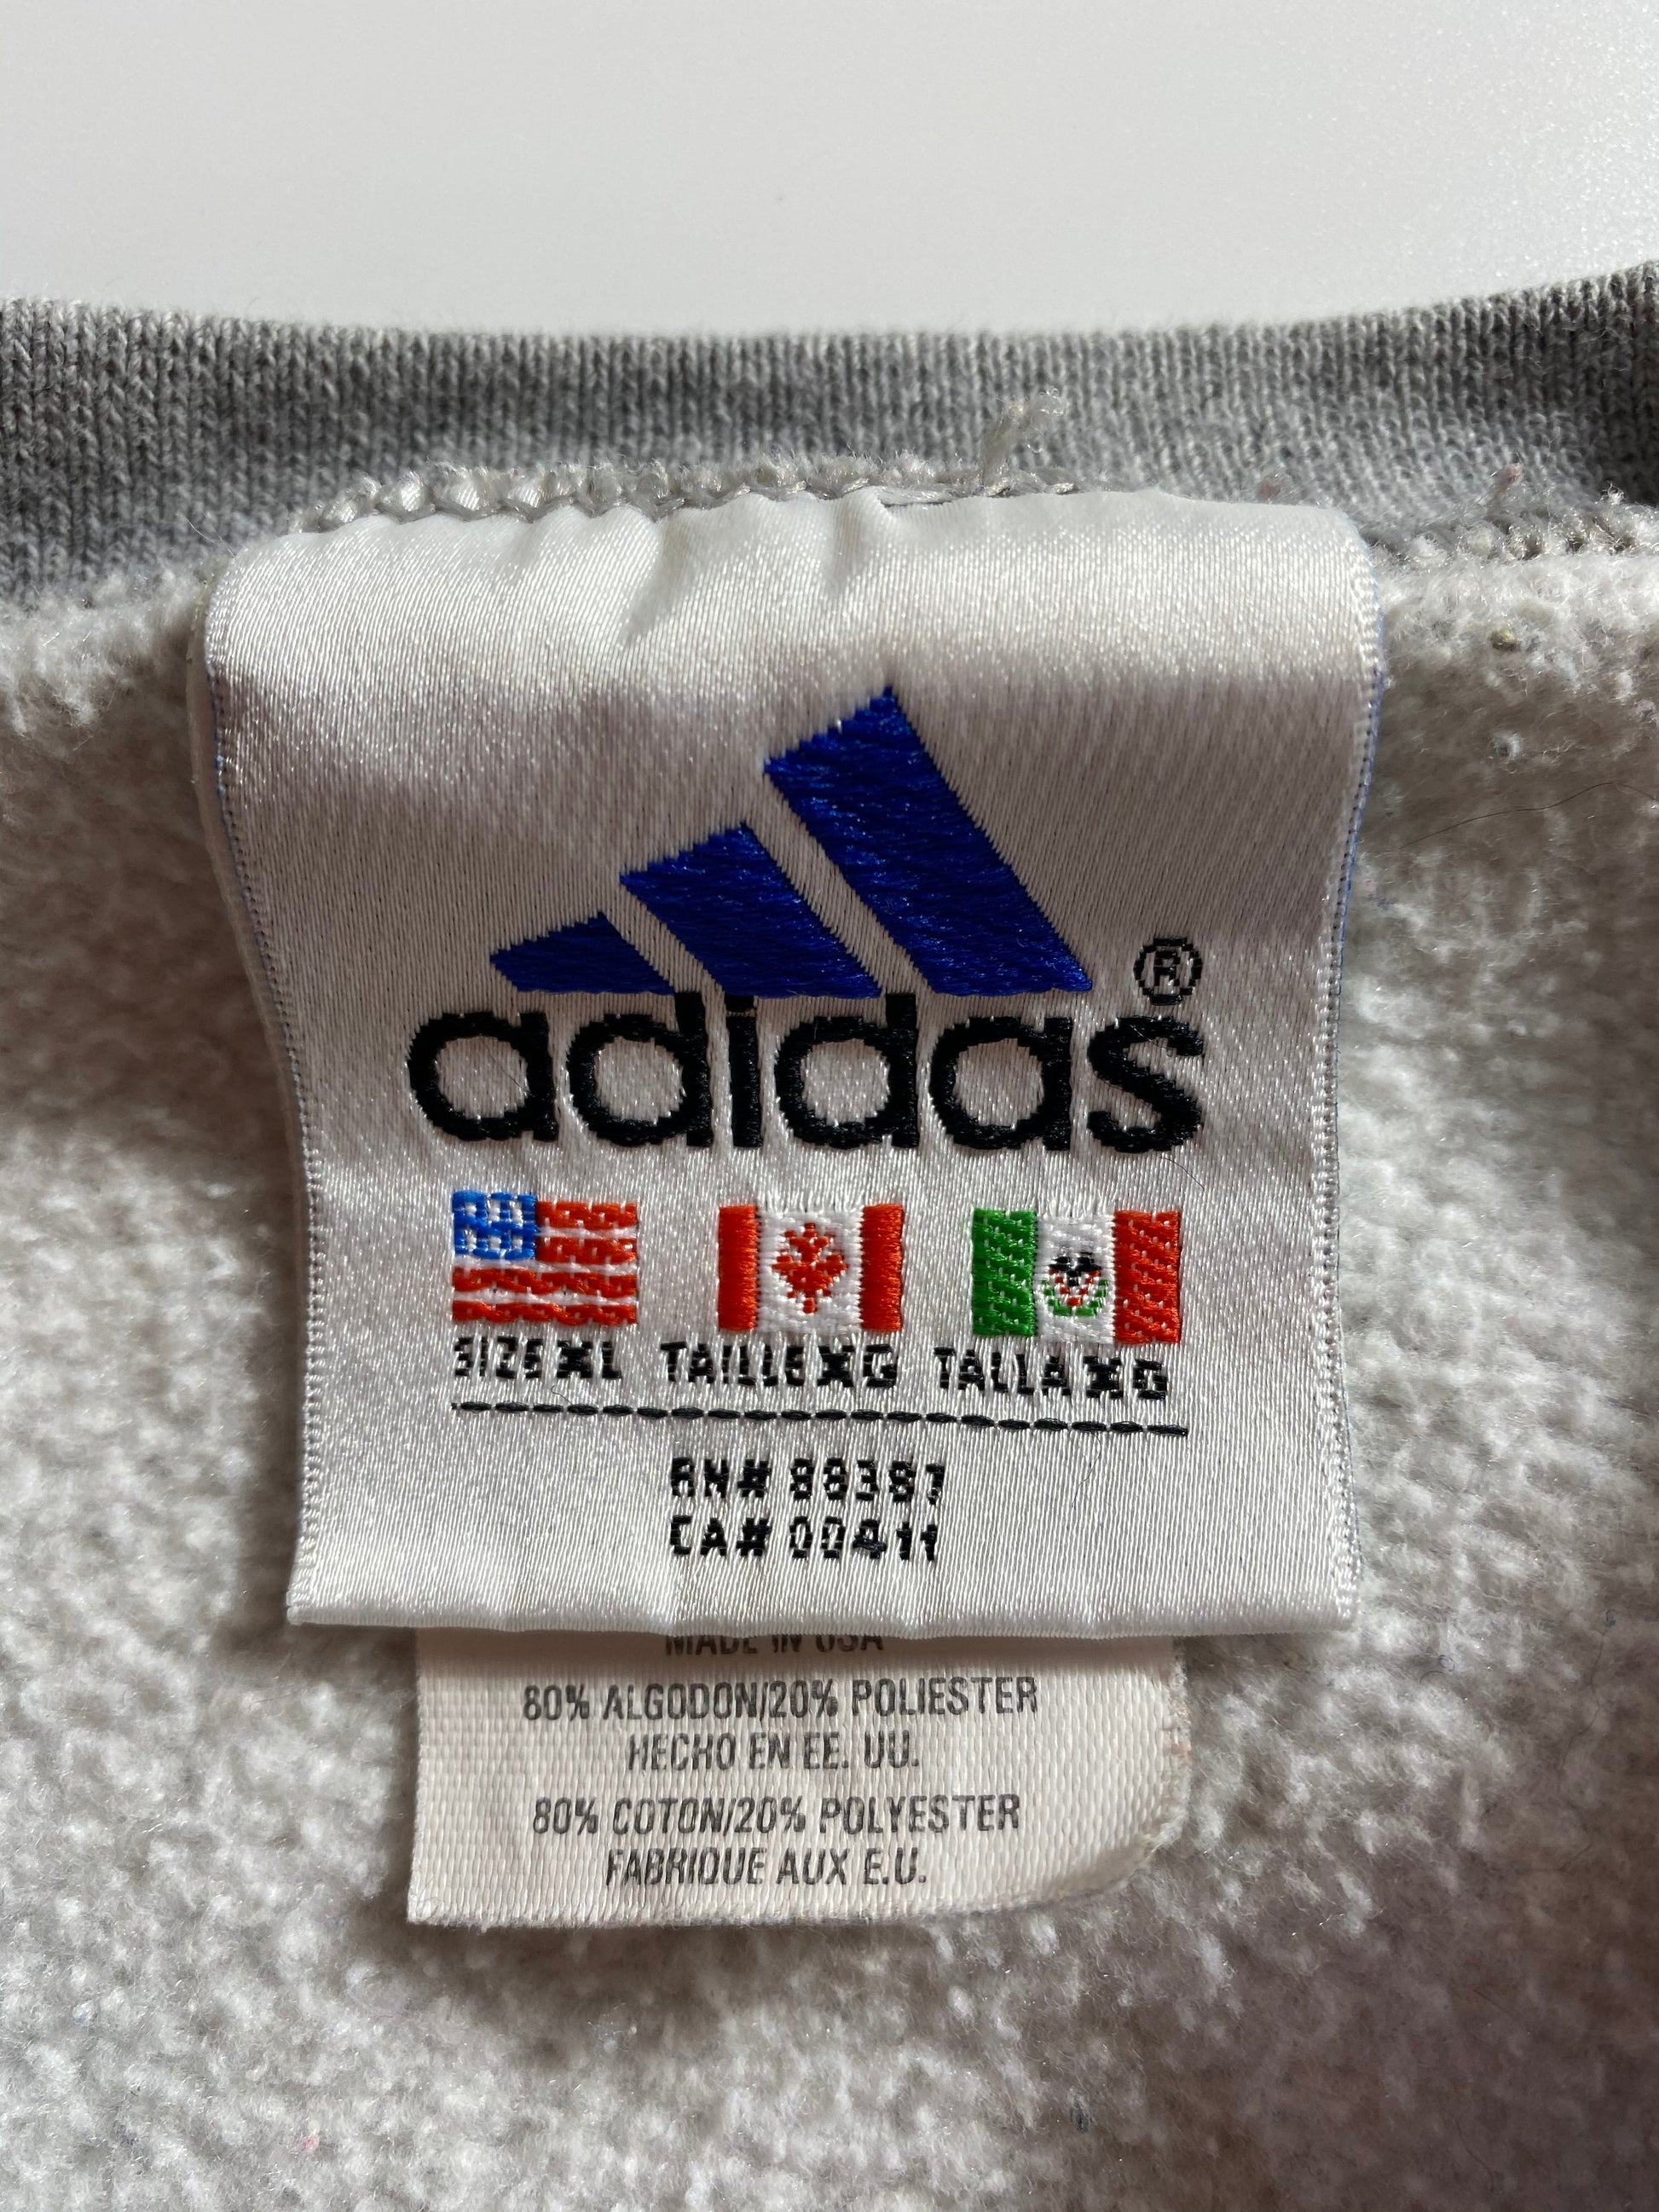 adidas®
SIZE XL TAILLE XG TALLA XG
RN# 88387
CA# 00411
MADE IN USA
80% ALGODON/20% POLIESTER
HECHO EN EE. UU.
80% COTON/20% POLYESTER
FABRIQUE AUX E.U.